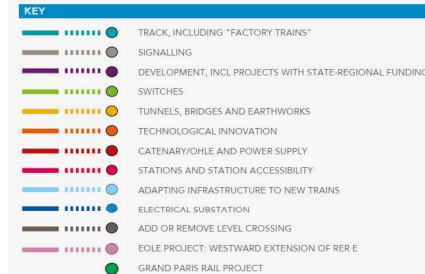 KEY
TRACK, INCLUDING “FACTORY TRAINS”
SIGNALLING
DEVELOPMENT, INCL PROJECTS WITH STATE-REGIONAL FUNDING
SWITCHES
TUNNELS, BRIDGES AND EARTHWORKS
TECHNOLOGICAL INNOVATION
CATENARY/OHLE AND POWER SUPPLY
STATIONS AND STATION ACCESSIBILITY
ADAPTING INFRASTRUCTURE TO NEW TRAINS
ELECTRICAL SUBSTATION
ADD OR REMOVE LEVEL CROSSING
EOLE PROJECT: WESTWARD EXTENSION OF RER E
GRAND PARIS RAIL PROJECT